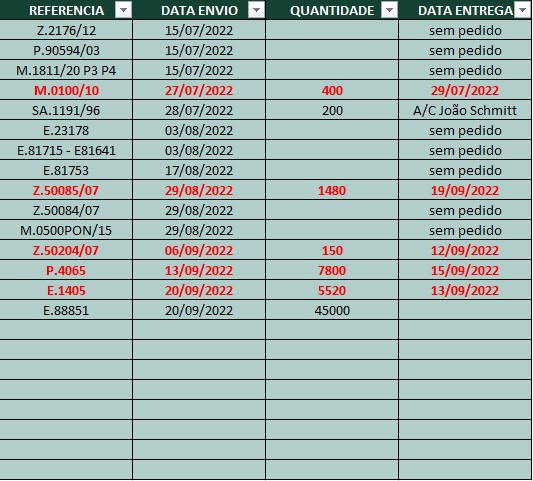 REFERENCIA DATA ENVIO QUANTIDADE DATA ENTREGA
Z.2176/12 15/07/2022 sem pedido
P.90594/03 15/07/2022 sem pedido
M.1811/20 P3 P4 15/07/2022 sem pedido
M.0100/10 27/07/2022 400 29/07/2022
SA.1191/96 28/07/2022 200 A/C João Schmitt
E.23178 03/08/2022 sem pedido
E.81715 - E81641 03/08/2022 sem pedido
E.81753 17/08/2022 sem pedido
Z.50085/07 29/08/2022 1480 19/09/2022
Z.50084/07 29/08/2022 sem pedido
M.0500PON/15 29/08/2022 sem pedido
Z.50204/07 06/09/2022 150 12/09/2022
P.4065 13/09/2022 7800 15/09/2022
E.1405 20/09/2022 5520 13/09/2022
E.88851 20/09/2022 45000